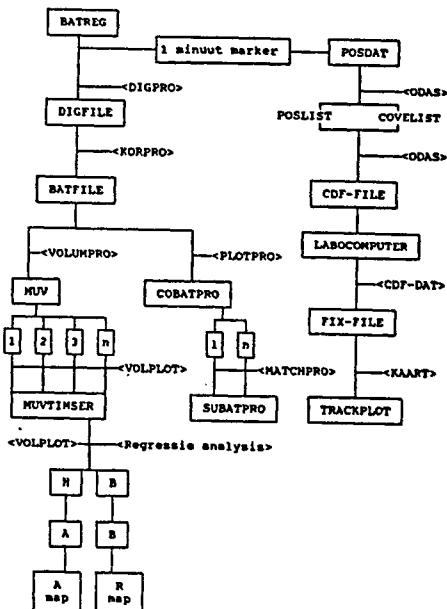 BATREG
1 minuut marker
POSDAT
<DIGPRO>
<ODAS>
DIGFILE
POSLIST COVELIST
<KORPRO>
<ODAS>
BATFILE
CDF-FILE
<VOLUMPRO>
<PLOTPRO>
LABOCOMPUTER
MUV
COBATPRO
<CDF-DAT>
FIX-FILE
1 2 3 n
1 n
<VOLPLOT>
<MATCHPRO>
<KAART>
MUVTIMSER
SUBATPRO
TRACKPLOT
<VOLPLOT> <Regressie analysis>
H B
A B
A map
R map